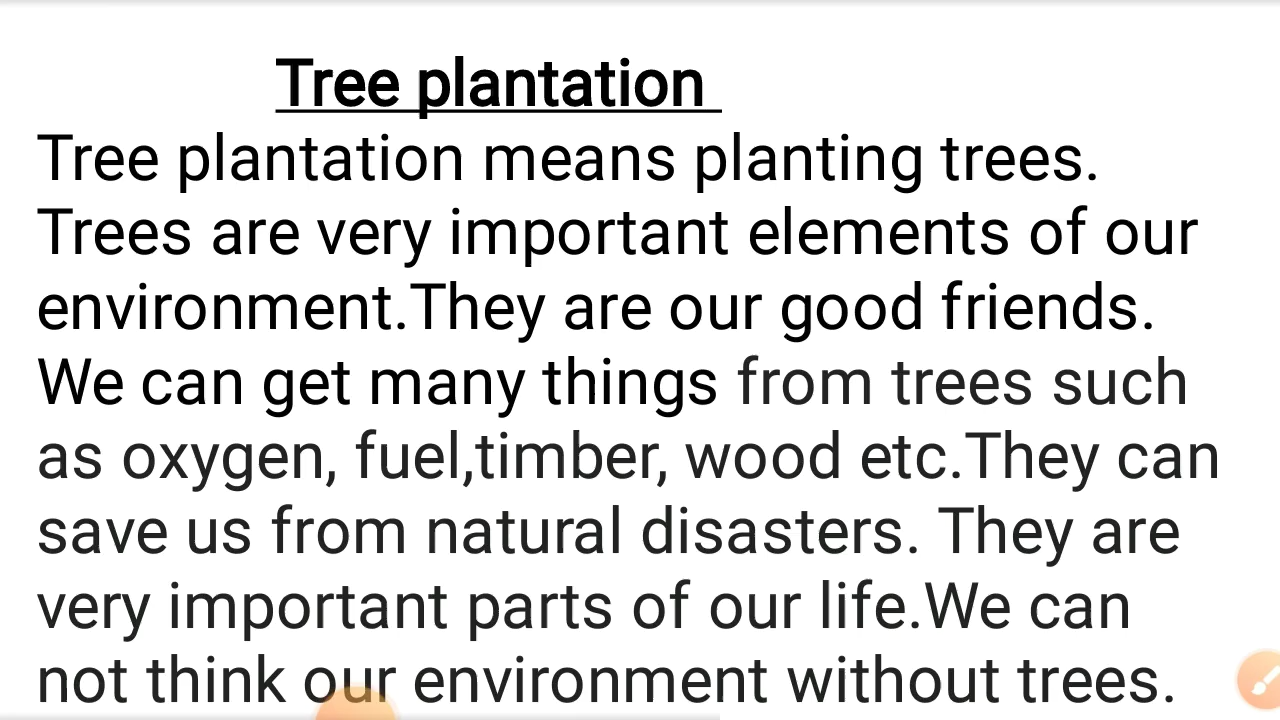 Tree plantation
Tree plantation means planting trees.
Trees are very important elements of our
environment.They are our good friends.
We can get many things from trees such
as oxygen, fuel,timber, wood etc.They can
save us from natural disasters. They are
very important parts of our life.We can
not think our environment without trees.